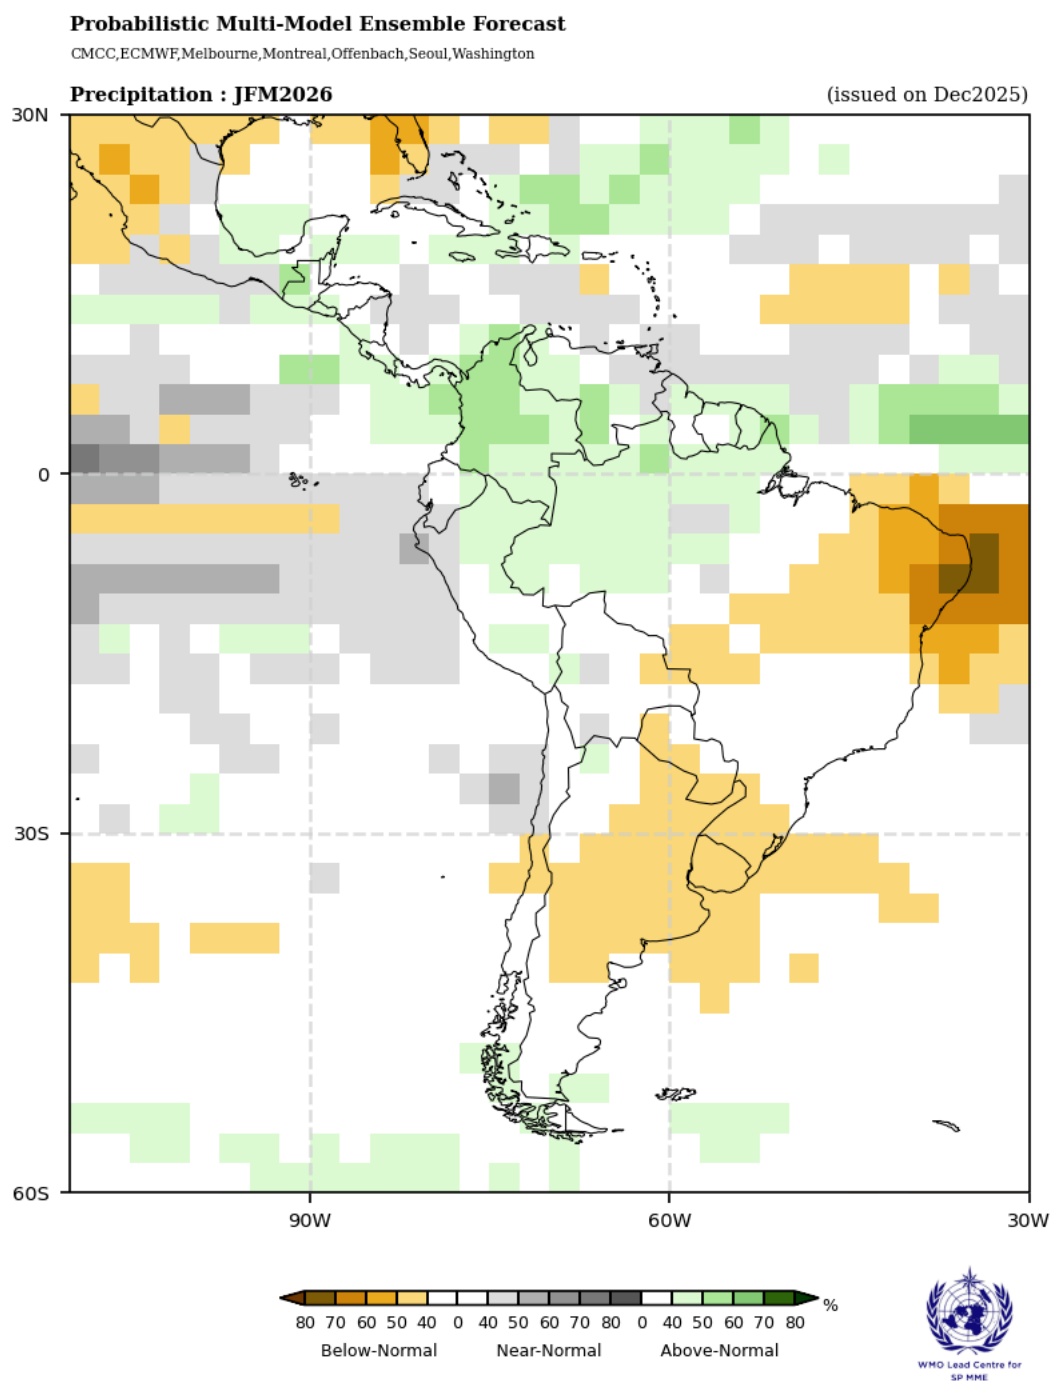 Probabilistic Multi-Model Ensemble Forecast
CMCC,ECMWF,Melbourne,Montreal,Offenbach,Seoul,Washington
Precipitation : JFM2026 (issued on Dec2025)
30N
0
30S
60S
90W 60W 30W
80 70 60 50 40 0 40 50 60 70 80 0 40 50 60 70 80 %
Below-Normal Near-Normal Above-Normal
WMO Lead Centre for
SP MME